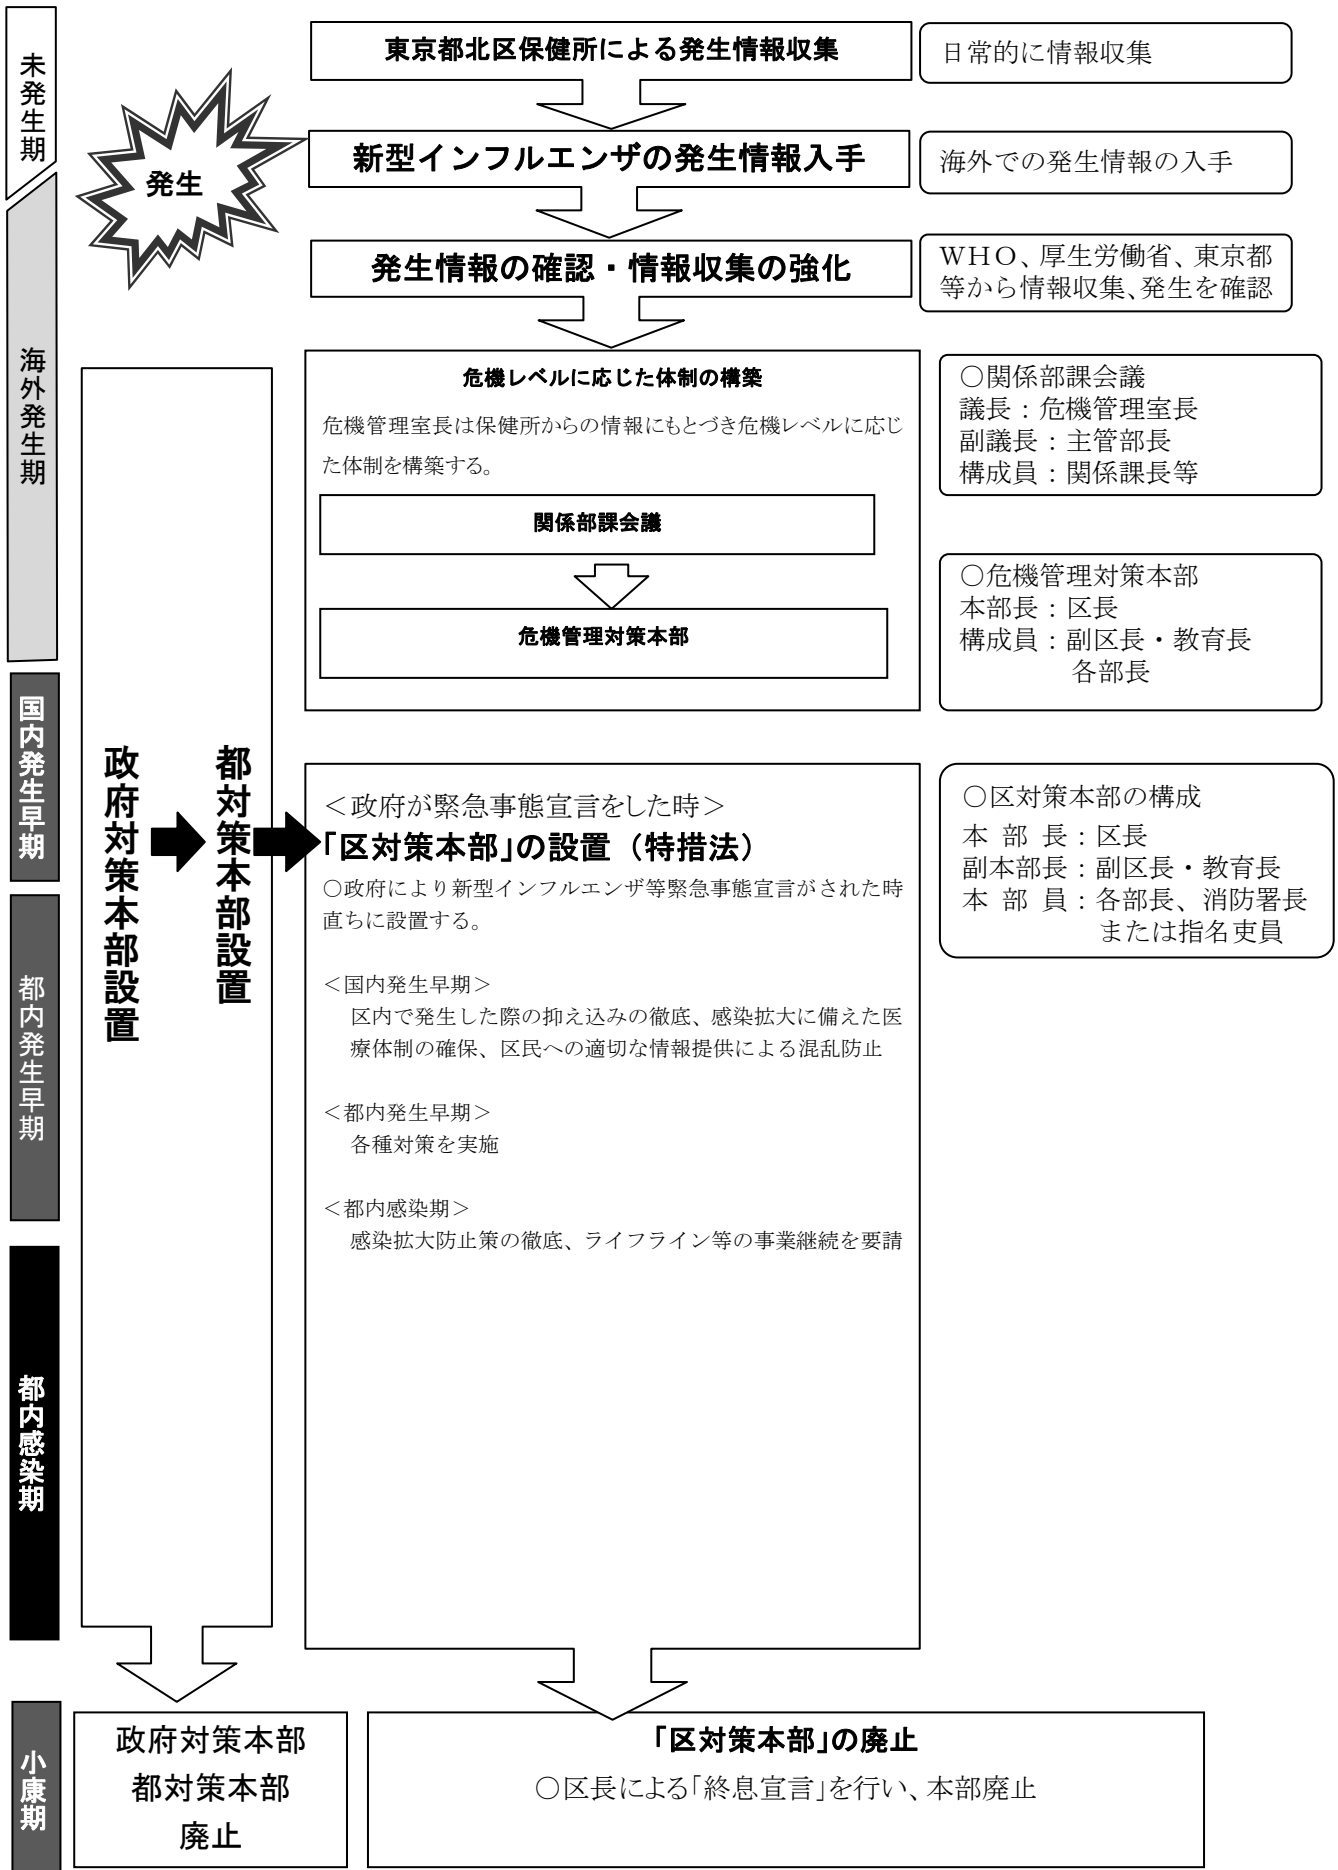 未発生期
東京都北区保健所による発生情報収集
日常的に情報収集
発生
新型インフルエンザの発生情報入手
海外での発生情報の入手
発生情報の確認・情報収集の強化
WHO、厚生労働省、東京都
等から情報収集、発生を確認
海外発生期
危機レベルに応じた体制の構築
危機管理室長は保健所からの情報にもとづき危機レベルに応じ
た体制を構築する。
関係部課会議
危機管理対策本部
○関係部課会議
議長：危機管理室長
副議長：主管部長
構成員：関係課長等
○危機管理対策本部
本部長：区長
構成員：副区長・教育長
各部長
国内発生早期
政府対策本部設置
都対策本部設置
＜政府が緊急事態宣言をした時＞
「区対策本部」の設置（特措法）
○政府により新型インフルエンザ等緊急事態宣言がされた時
直ちに設置する。
＜国内発生早期＞
区内で発生した際の抑え込みの徹底、感染拡大に備えた医
療体制の確保、区民への適切な情報提供による混乱防止
＜都内発生早期＞
各種対策を実施
＜都内感染期＞
感染拡大防止策の徹底、ライフライン等の事業継続を要請
○区対策本部の構成
本 部 長：区長
副本部長：副区長・教育長
本 部 員：各部長、消防署長
または指名吏員
都内発生早期
都内感染期
小康期
政府対策本部
都対策本部
廃止
「区対策本部」の廃止
○区長による「終息宣言」を行い、本部廃止